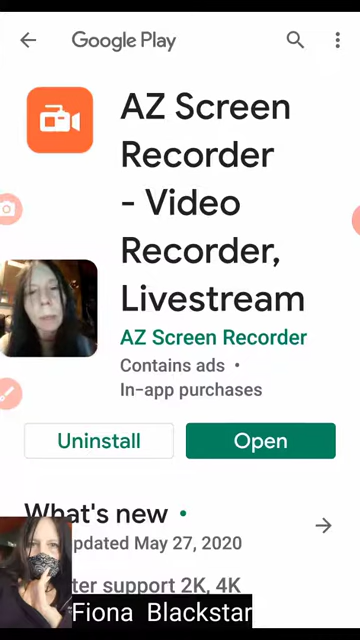 Google Play
AZ Screen
Recorder
- Video
Recorder,
Livestream
AZ Screen Recorder
Contains ads •
In-app purchases
Uninstall
Open
What's new •
pdated May 27, 2020
ter support 2K, 4K
Fiona Blackstar